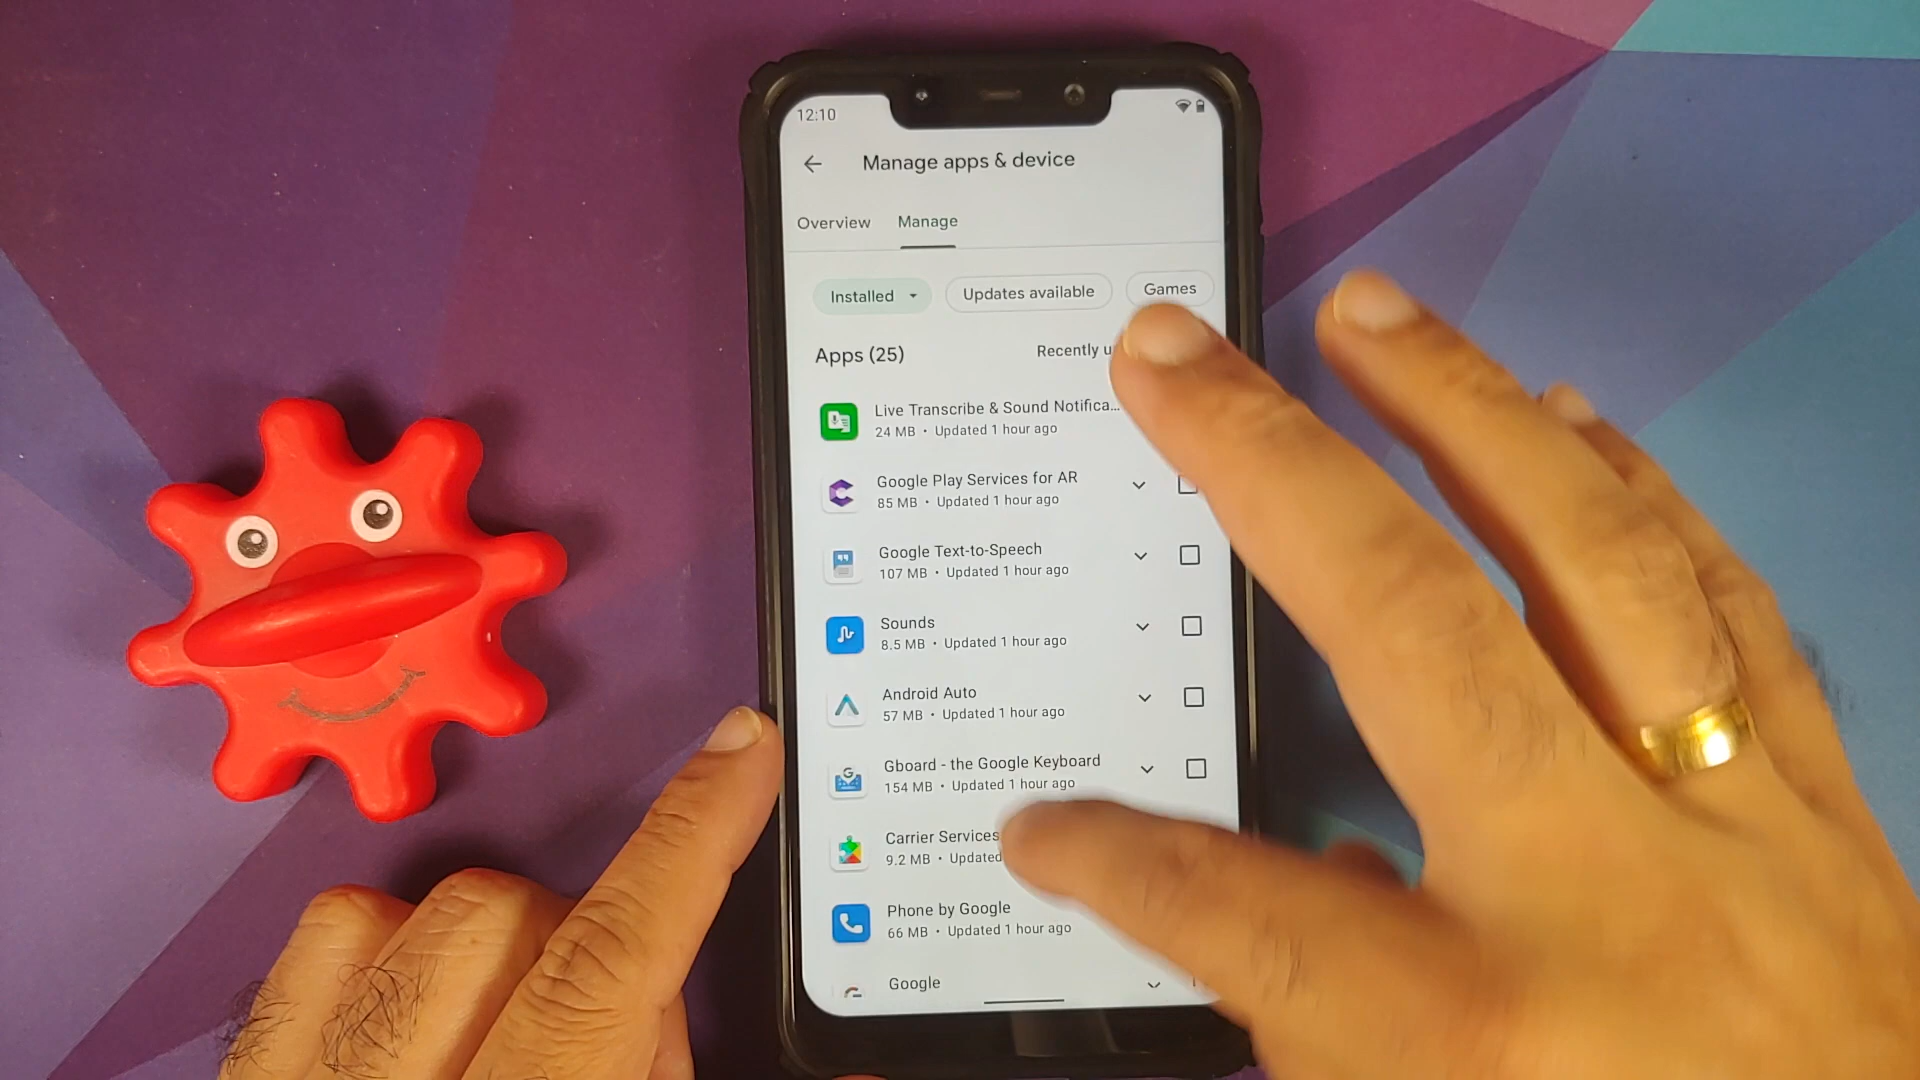 12:10
Manage apps & device
Overview
Manage
Installed
Updates available
Games
Apps (25)
Recently
Live Transcribe & Sound Notifica...
24 MB • Updated 1 hour ago
Google Play Services for AR
85 MB • Updated 1 hour ago
Google Text-to-Speech
107 MB • Updated 1 hour ago
Sounds
8.5 MB • Updated 1 hour ago
Android Auto
57 MB • Updated 1 hour ago
Gboard - the Google Keyboard
154 MB • Updated 1 hour ago
Carrier Services
9.2 MB • Updated
Phone by Google
66 MB • Updated 1 hour ago
Google